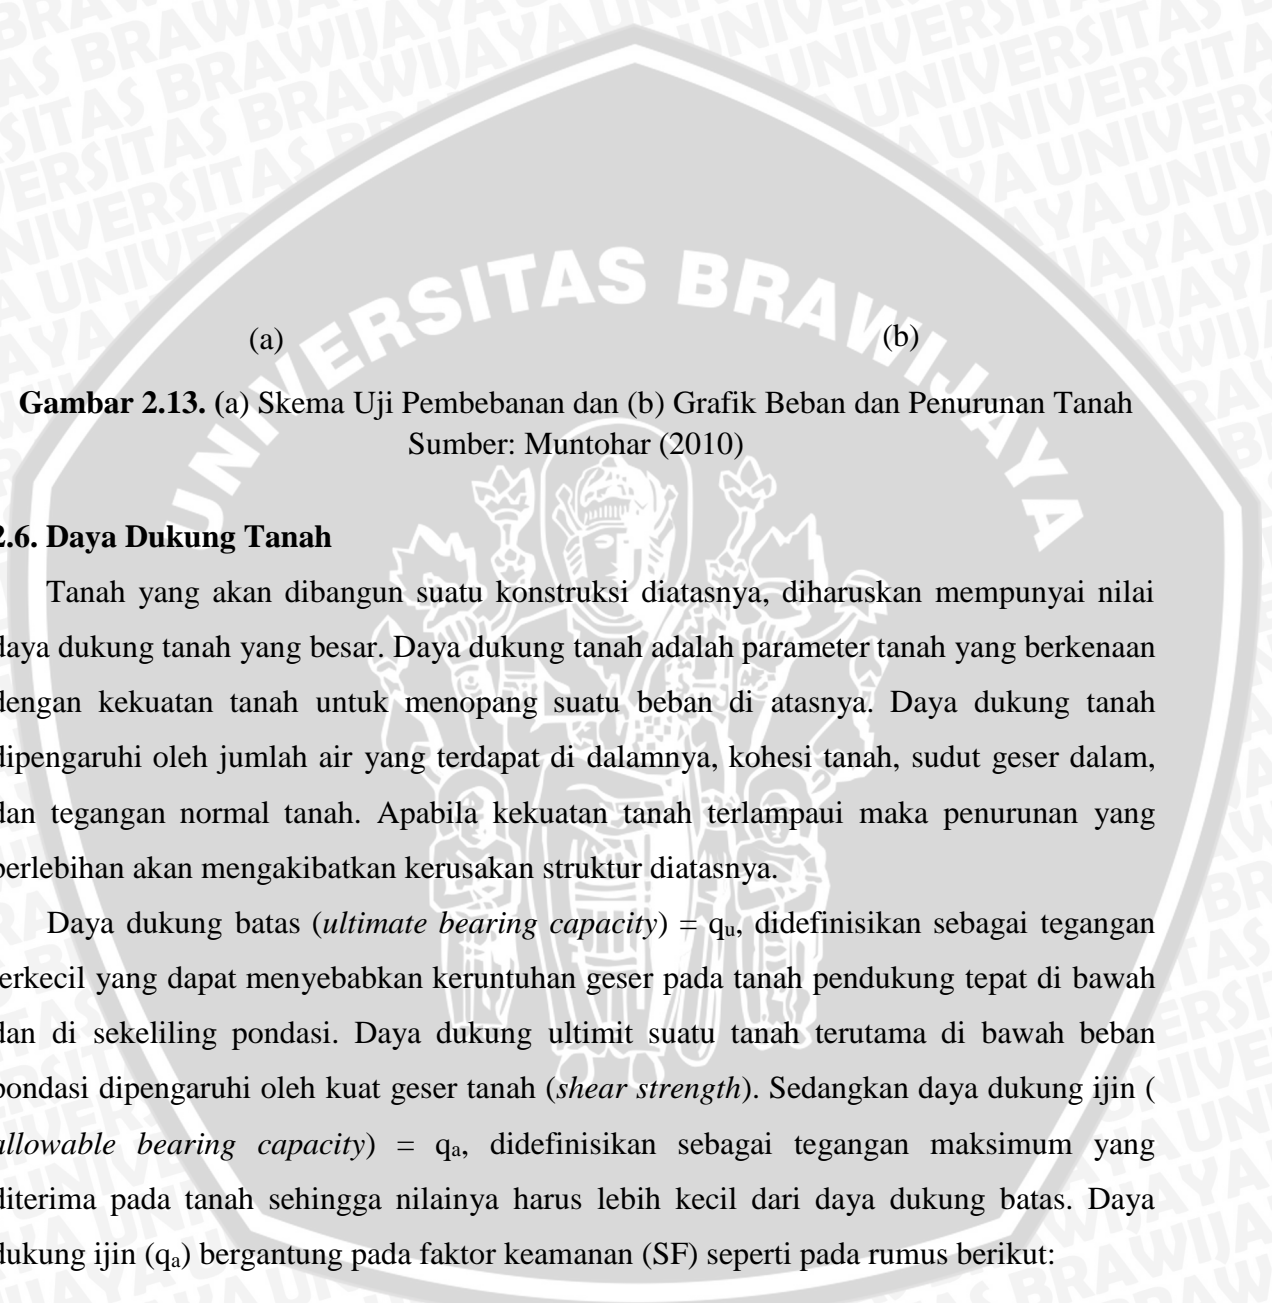 UNIVERSITAS BRAWIJAYA
(a) (b)
Gambar 2.13. (a) Skema Uji Pembebanan dan (b) Grafik Beban dan Penurunan Tanah
Sumber: Muntohar (2010)
2.6. Daya Dukung Tanah
Tanah yang akan dibangun suatu konstruksi diatasnya, diharuskan mempunyai nilai
daya dukung tanah yang besar. Daya dukung tanah adalah parameter tanah yang berkenaan
dengan kekuatan tanah untuk menopang suatu beban di atasnya. Daya dukung tanah
dipengaruhi oleh jumlah air yang terdapat di dalamnya, kohesi tanah, sudut geser dalam,
dan tegangan normal tanah. Apabila kekuatan tanah terlampaui maka penurunan yang
berlebihan akan mengakibatkan kerusakan struktur diatasnya.
Daya dukung batas (ultimate bearing capacity) = qu, didefinisikan sebagai tegangan
terkecil yang dapat menyebabkan keruntuhan geser pada tanah pendukung tepat di bawah
dan di sekeliling pondasi. Daya dukung ultimit suatu tanah terutama di bawah beban
pondasi dipengaruhi oleh kuat geser tanah (shear strength). Sedangkan daya dukung ijin (
allowable bearing capacity) = qa, didefinisikan sebagai tegangan maksimum yang
diterima pada tanah sehingga nilainya harus lebih kecil dari daya dukung batas. Daya
dukung ijin (qa) bergantung pada faktor keamanan (SF) seperti pada rumus berikut: